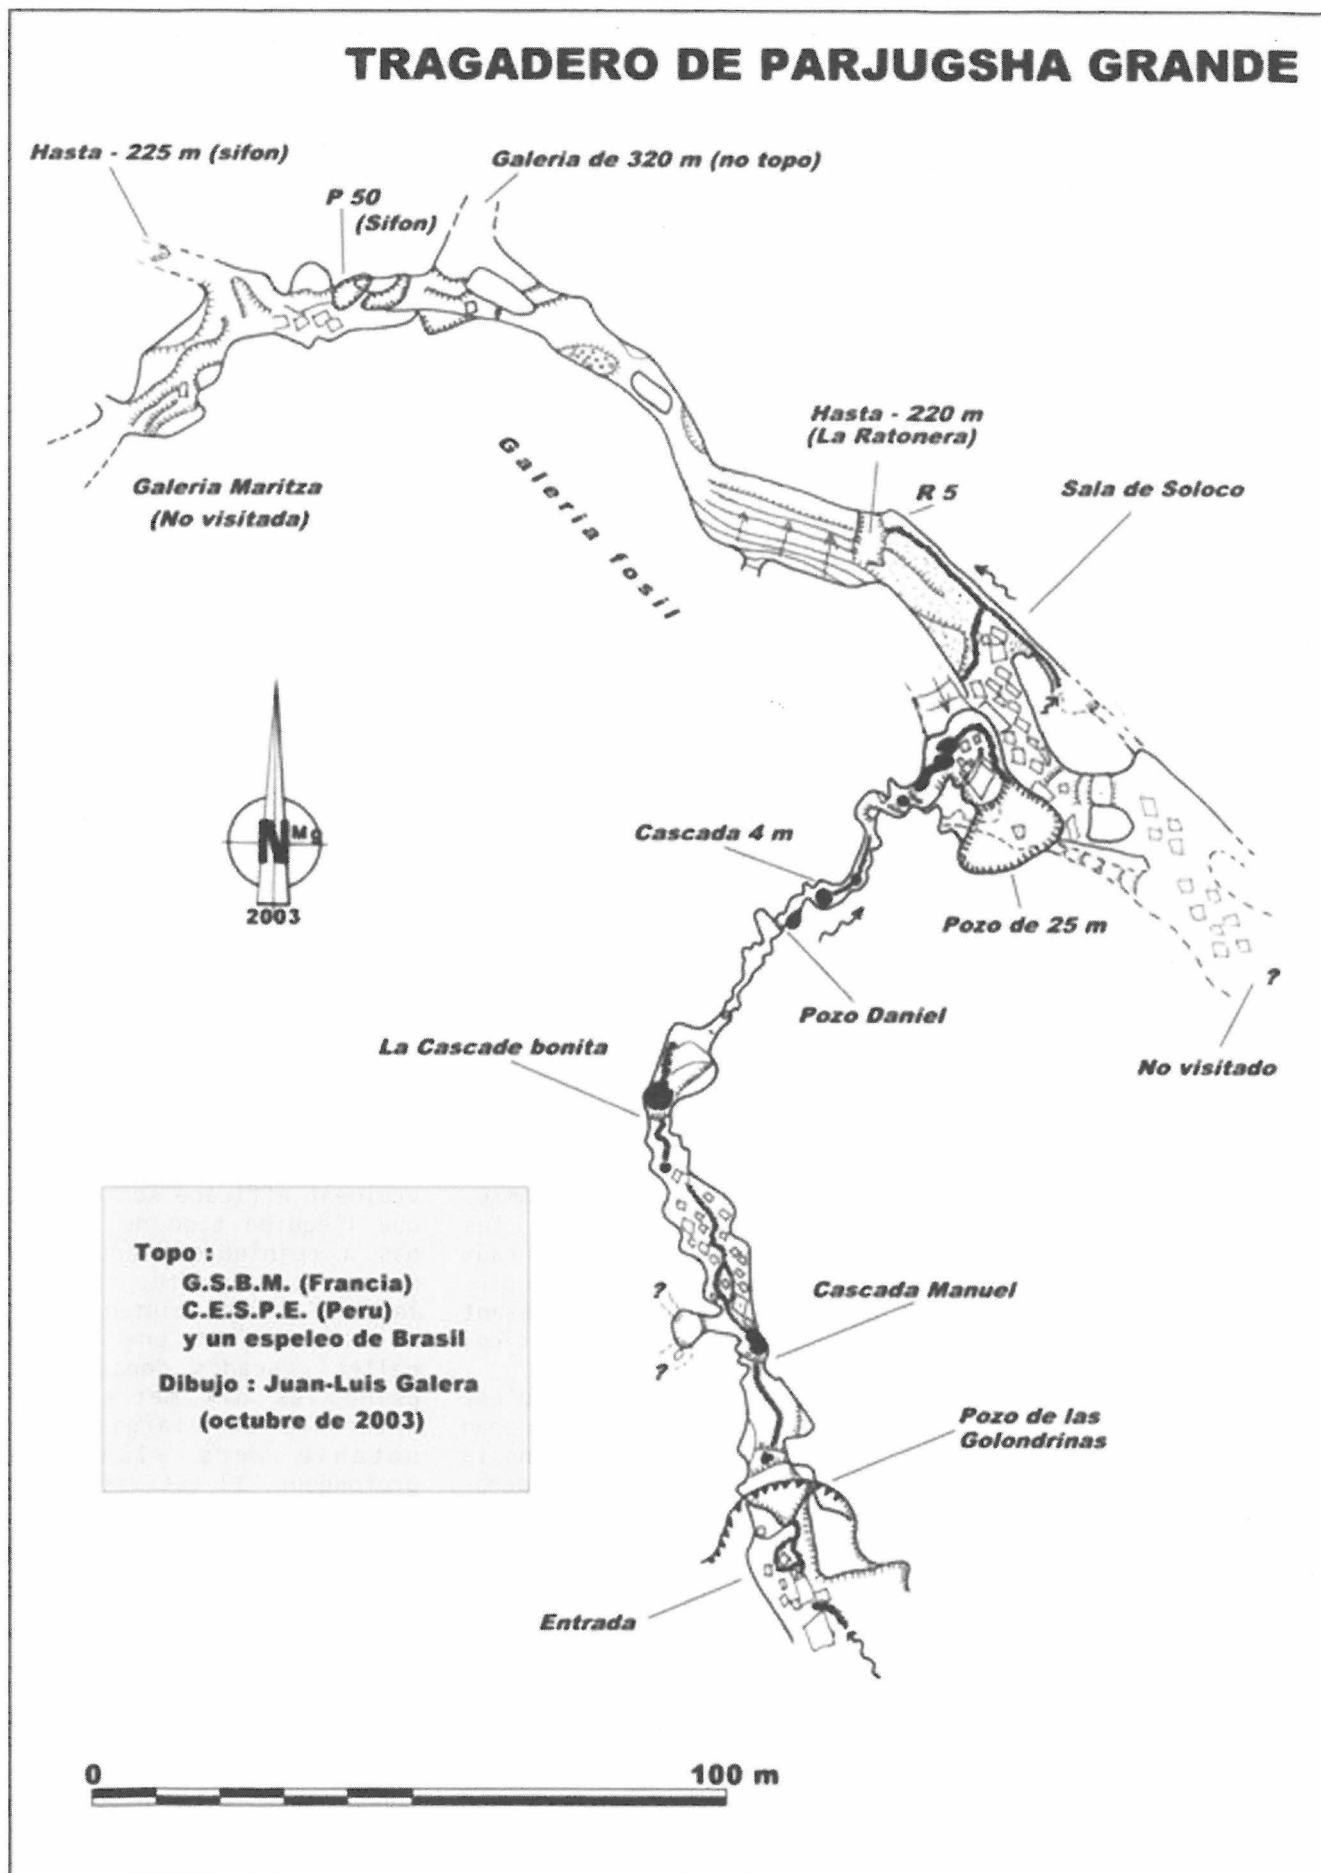 TRAGADERO DE PARJUGSHA GRANDE
Hasta - 225 m (sifon)
Galeria de 320 m (no topo)
P 50
(Sifon)
Hasta - 220 m
(La Ratonera)
R 5
Sala de Soloco
Galeria Maritza
(No visitada)
Galeria fosil
N Mg
2003
Cascada 4 m
Pozo de 25 m
?
Pozo Daniel
La Cascade bonita
No visitado
Topo :
G.S.B.M. (Francia)
C.E.S.P.E. (Peru)
y un espeleo de Brasil
Dibujo : Juan-Luis Galera
(octubre de 2003)
?
?
Cascada Manuel
Pozo de las
Golondrinas
Entrada
0 100 m